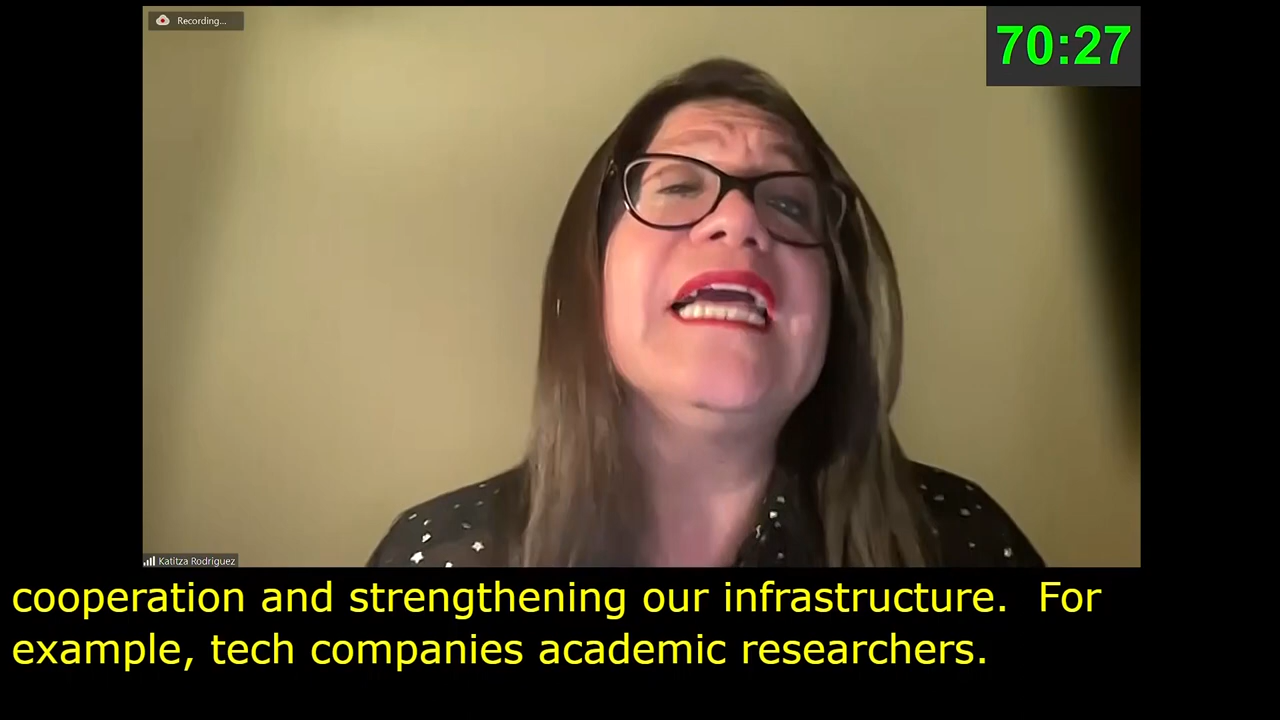 Recording...
70:27
Katitza Rodriguez
cooperation and strengthening our infrastructure.  For
example, tech companies academic researchers.